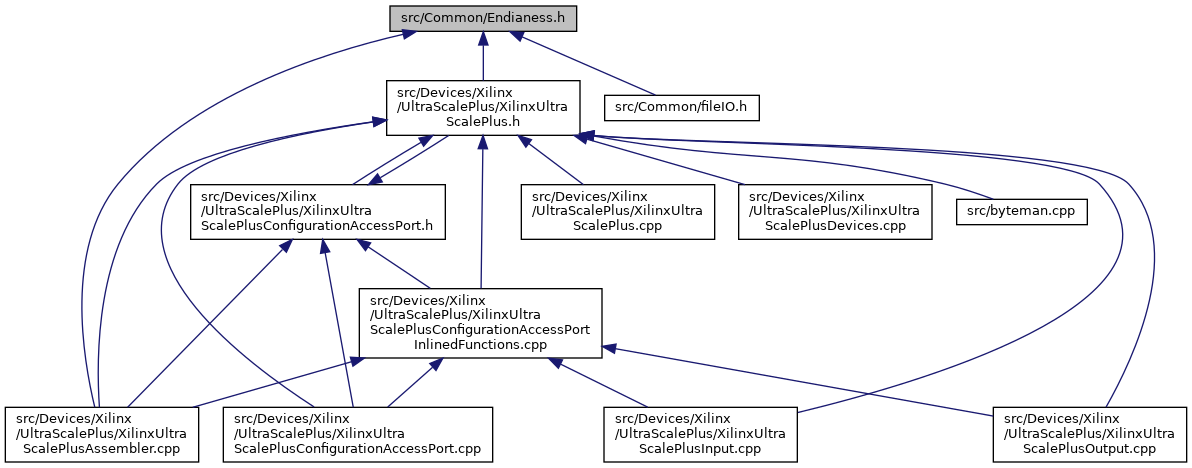 src/Common/Endianess.h
src/Devices/Xilinx
/UltraScalePlus/XilinxUltra
ScalePlus.h
src/Common/fileIO.h
src/Devices/Xilinx
/UltraScalePlus/XilinxUltra
ScalePlusConfigurationAccessPort.h
src/Devices/Xilinx
/UltraScalePlus/XilinxUltra
ScalePlus.cpp
src/Devices/Xilinx
/UltraScalePlus/XilinxUltra
ScalePlusDevices.cpp
src/byteman.cpp
src/Devices/Xilinx
/UltraScalePlus/XilinxUltra
ScalePlusConfigurationAccessPort
InlinedFunctions.cpp
src/Devices/Xilinx
/UltraScalePlus/XilinxUltra
ScalePlusAssembler.cpp
src/Devices/Xilinx
/UltraScalePlus/XilinxUltra
ScalePlusConfigurationAccessPort.cpp
src/Devices/Xilinx
/UltraScalePlus/XilinxUltra
ScalePlusInput.cpp
src/Devices/Xilinx
/UltraScalePlus/XilinxUltra
ScalePlusOutput.cpp